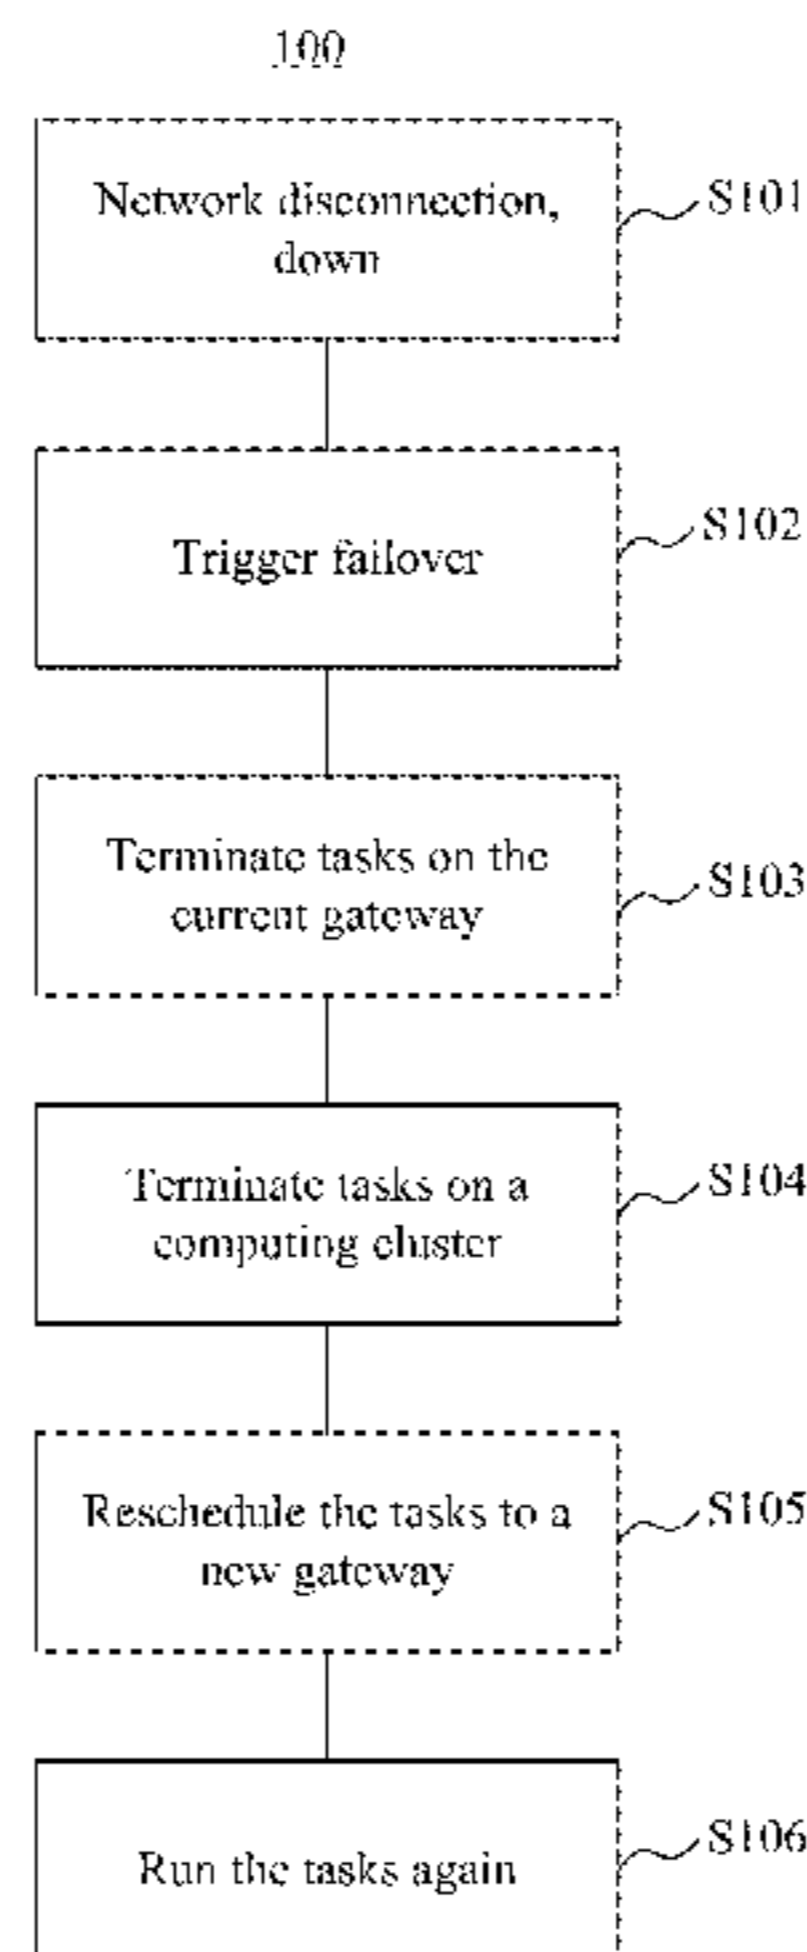 100
Network disconnection,
down
S101
Trigger failover
S102
Terminate tasks on the
current gateway
S103
Terminate tasks on a
computing cluster
S104
Reschedule the tasks to a
new gateway
S105
Run the tasks again
S106